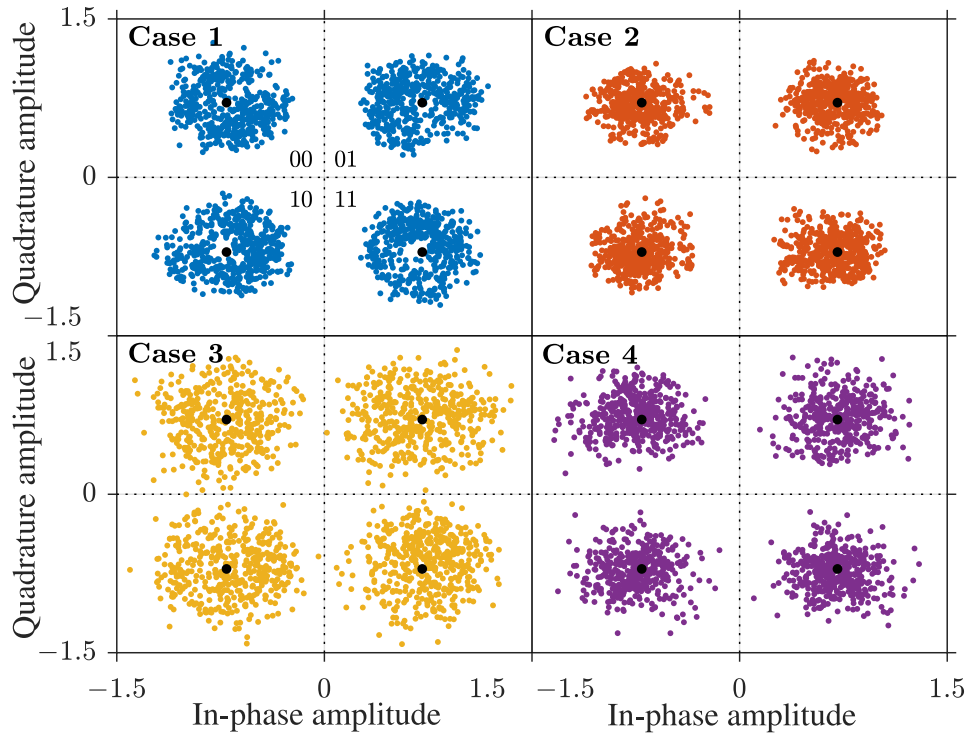 1.5
Case 1
Case 2
Quadrature amplitude
00 01
0
10 11
−1.5
1.5
Case 3
Case 4
Quadrature amplitude
0
−1.5
−1.5 0 1.5 −1.5 0 1.5
In-phase amplitude In-phase amplitude